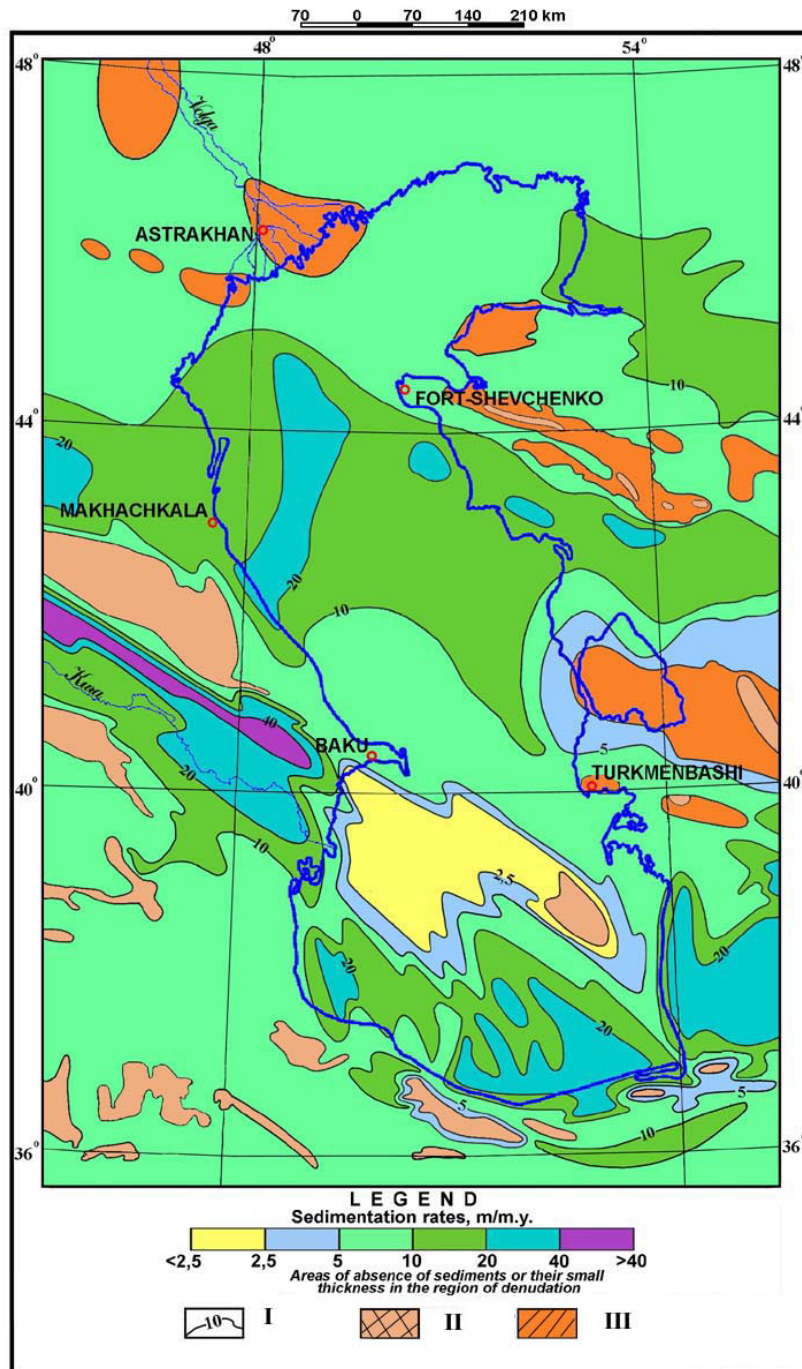 70 0 70 140 210 km
48° 54°
48° 48°
Volga
ASTRAKHAN
10
FORT-SHEVCHENKO
44° 44°
20
MAKHACHKALA
20
10
Kura
40
BAKU
5
20
TURKMENBASHI
40° 40°
10
2,5
20
20
20
5
5
10
36° 36°
LEGEND
Sedimentation rates, m/m.y.
<2,5 2,5 5 10 20 40 >40
Areas of absence of sediments or their small
thickness in the region of denudation
10 I II III